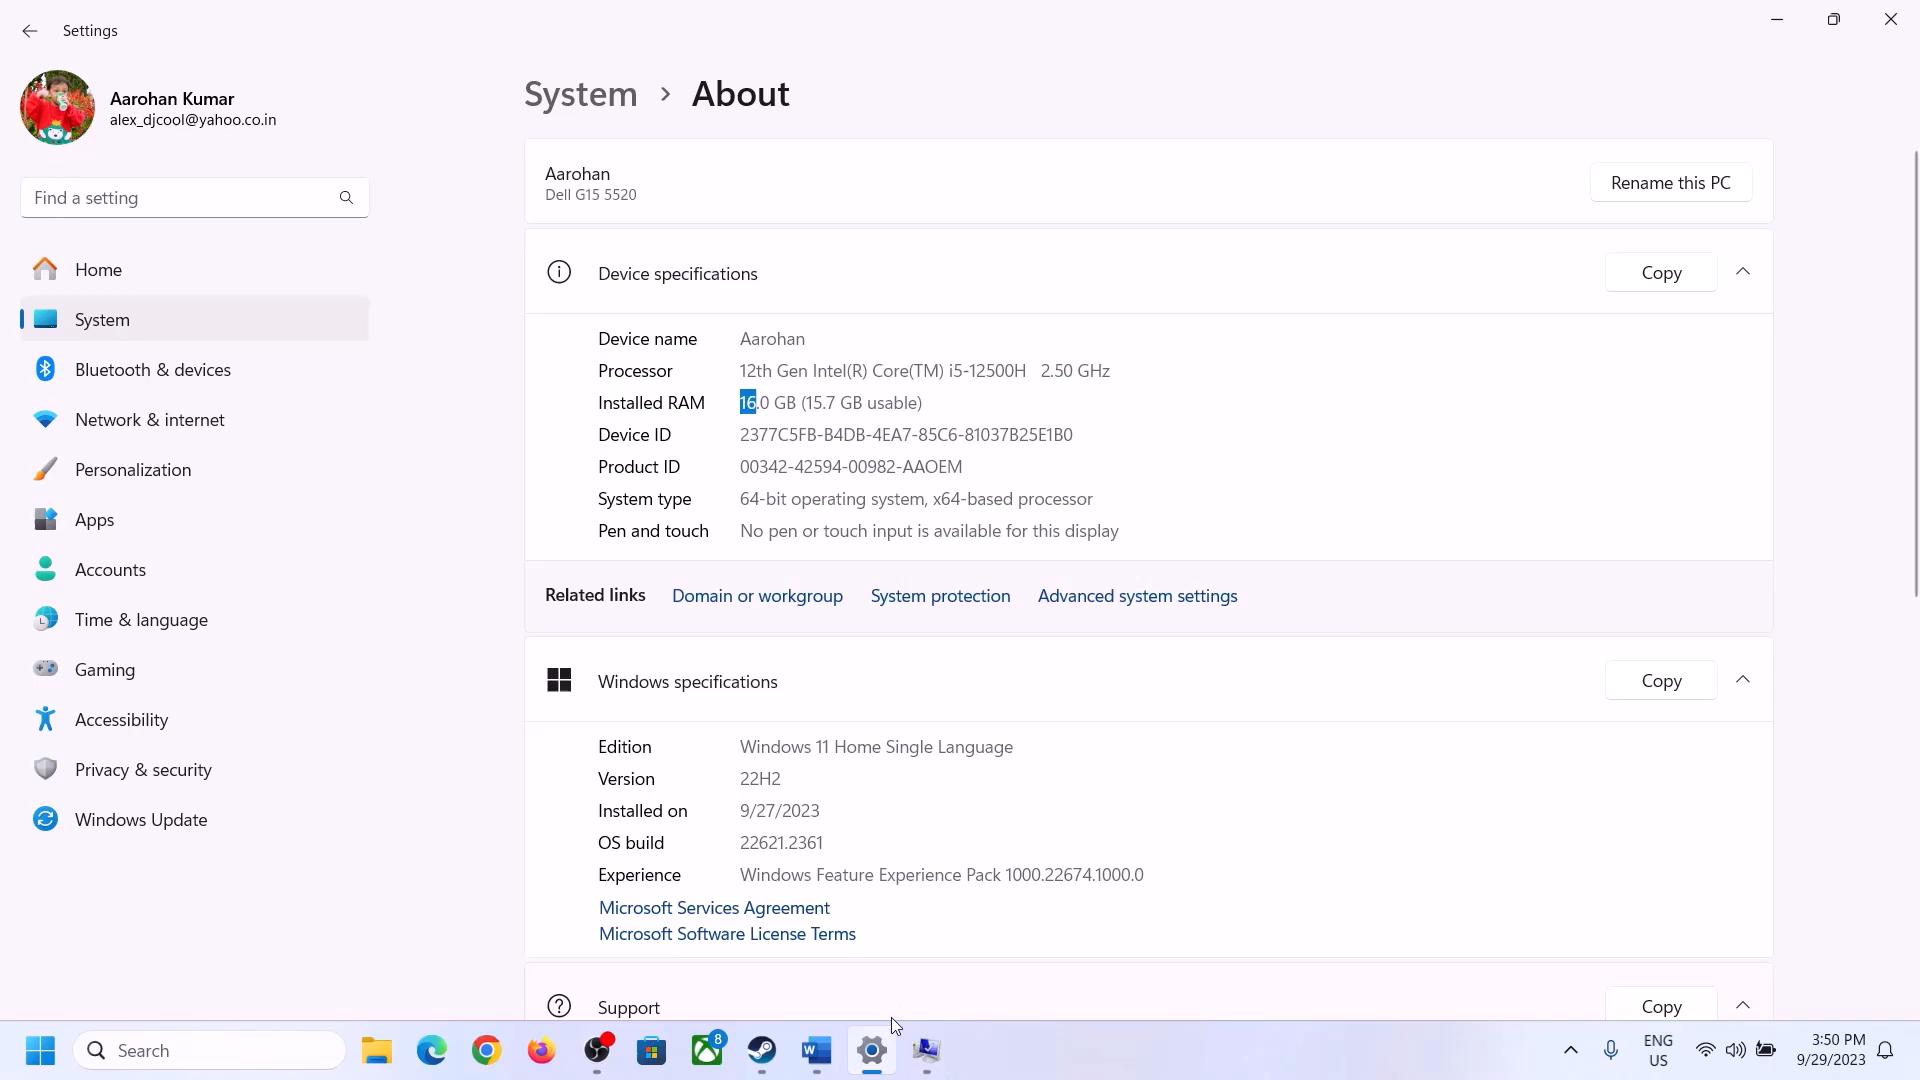 Settings
Aarohan Kumar
alex_djcool@yahoo.co.in
Find a setting
Home
System
Bluetooth & devices
Network & internet
Personalization
Apps
Accounts
Time & language
Gaming
Accessibility
Privacy & security
Windows Update
System > About
Aarohan
Dell G15 5520
Rename this PC
Device specifications
Copy
Device name Aarohan
Processor 12th Gen Intel(R) Core(TM) i5-12500H 2.50 GHz
Installed RAM 16.0 GB (15.7 GB usable)
Device ID 2377C5FB-B4DB-4EA7-85C6-81037B25E1B0
Product ID 00342-42594-00982-AAOEM
System type 64-bit operating system, x64-based processor
Pen and touch No pen or touch input is available for this display
Related links Domain or workgroup System protection Advanced system settings
Windows specifications
Copy
Edition Windows 11 Home Single Language
Version 22H2
Installed on 9/27/2023
OS build 22621.2361
Experience Windows Feature Experience Pack 1000.22674.1000.0
Microsoft Services Agreement
Microsoft Software License Terms
Support
Copy
Search
8
W
ENG
US
3:50 PM
9/29/2023